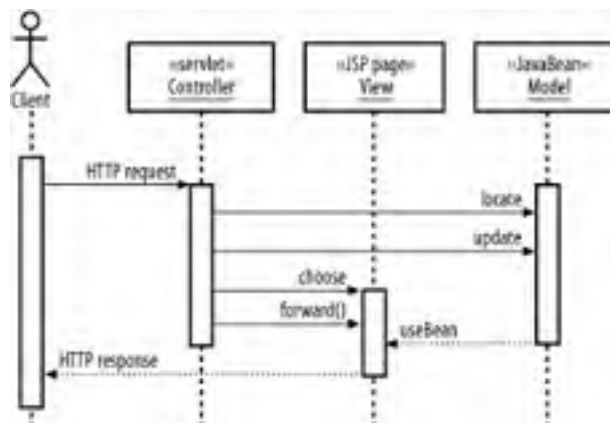 «servlet»
Controller
«JSP page»
View
«JavaBean»
Model
Client
HTTP request
locate
update
choose
forward()
useBean
HTTP response